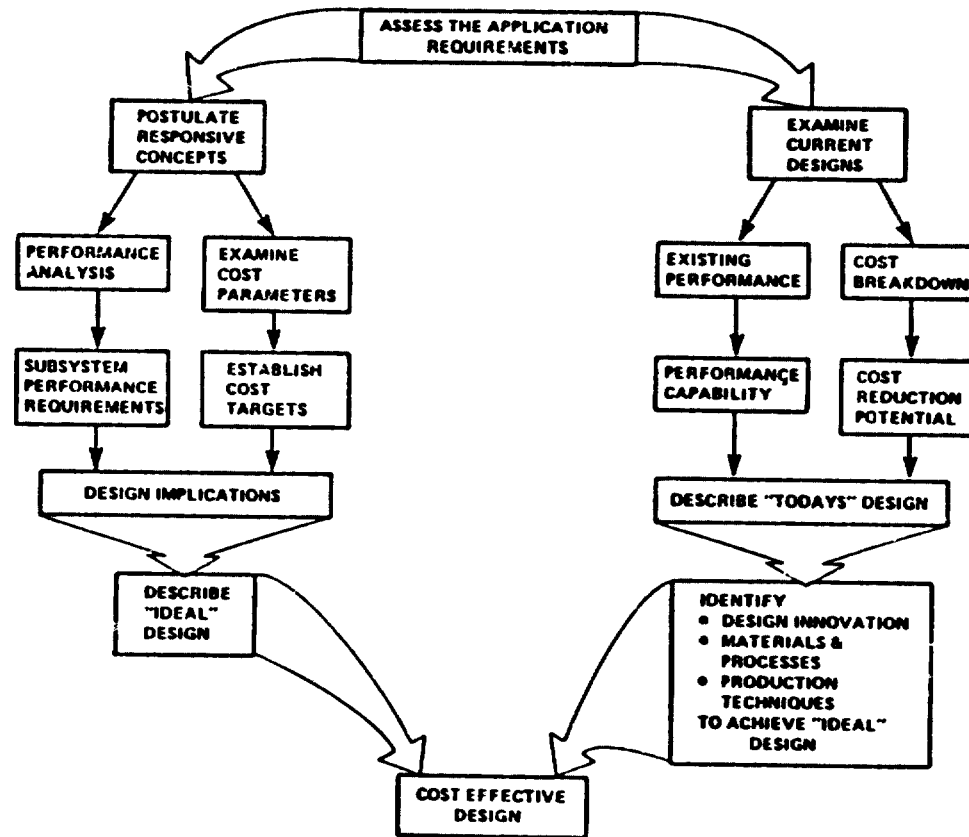 ASSESS THE APPLICATION
REQUIREMENTS
POSTULATE
RESPONSIVE
CONCEPTS
EXAMINE
CURRENT
DESIGNS
PERFORMANCE
ANALYSIS
EXAMINE
COST
PARAMETERS
EXISTING
PERFORMANCE
COST
BREAKDOWN
SUBSYSTEM
PERFORMANCE
REQUIREMENTS
ESTABLISH
COST
TARGETS
PERFORMANCE
CAPABILITY
COST
REDUCTION
POTENTIAL
DESIGN IMPLICATIONS
DESCRIBE "TODAYS" DESIGN
DESCRIBE
"IDEAL"
DESIGN
IDENTIFY
● DESIGN INNOVATION
● MATERIALS &
PROCESSES
● PRODUCTION
TECHNIQUES
TO ACHIEVE "IDEAL"
DESIGN
COST EFFECTIVE
DESIGN